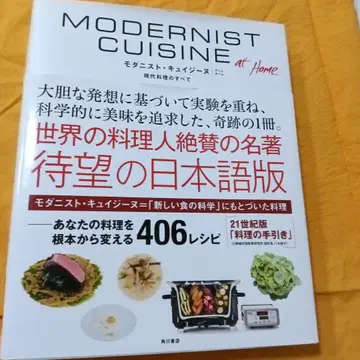 MODERNIST
CUISINE
at Home
モダニスト・キュイジーヌ
現代料理のすべて
大胆な発想に基づいて実験を重ね、
科学的に美味を追求した、奇跡の1冊。
世界の料理人絶賛の名著
待望の日本語版
モダニスト・キュイジーヌ=「新しい食の科学」にもとづいた料理
あなたの料理を
根本から変える406レシピ
21世紀版
「料理の手引き」
角川書店